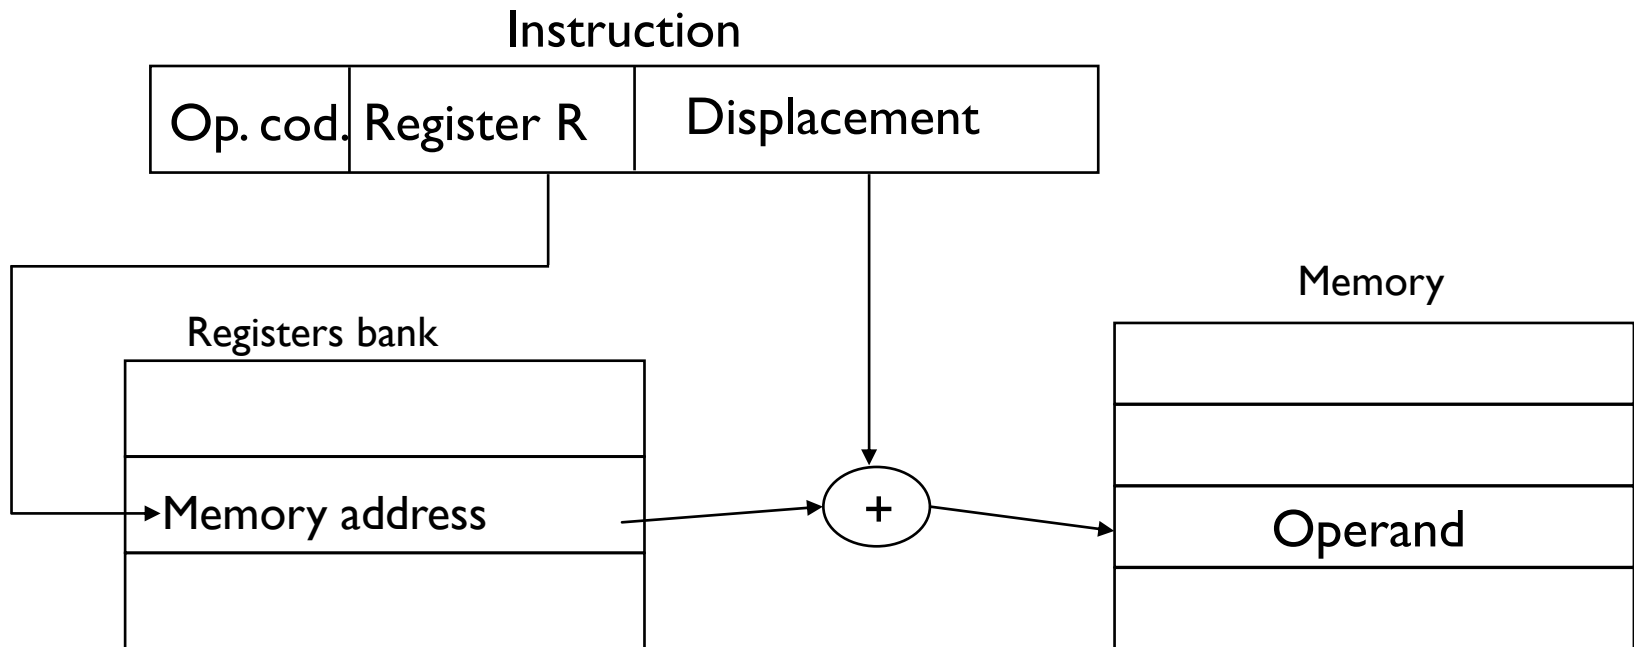 Instruction
Op. cod. Register R Displacement
Memory
Registers bank
Memory address + Operand